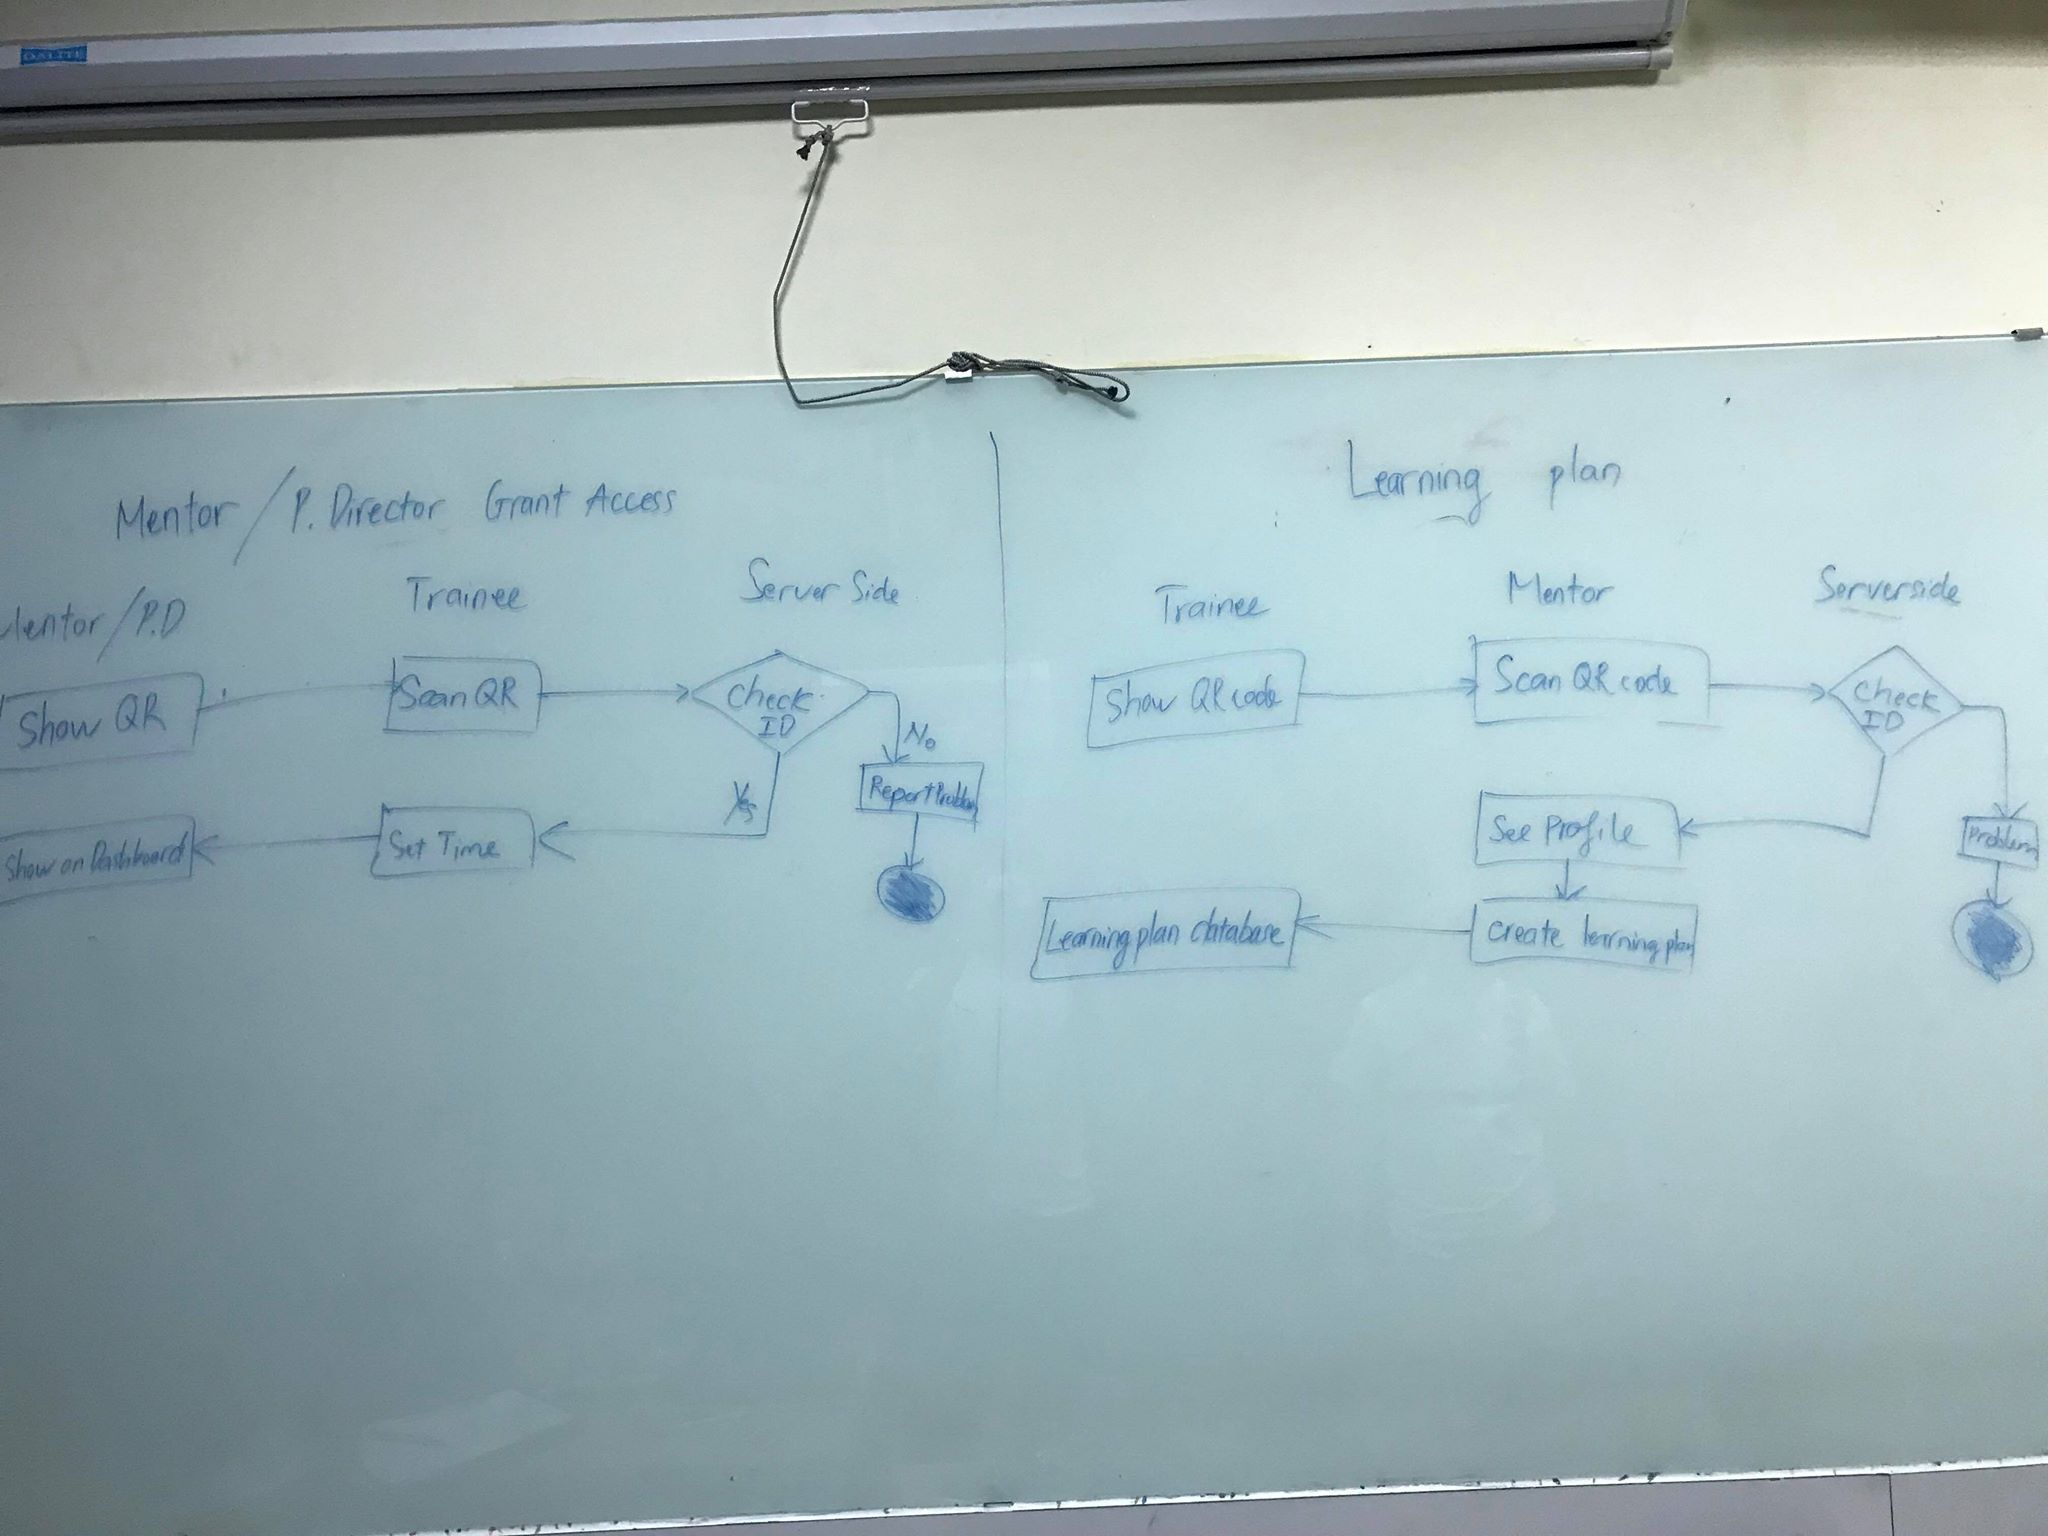 DALITE
Mentor / P. Director Grant Access
Mentor / P.D
Trainee
Server Side
Show QR
Scan QR
Check
ID
No
Yes
Report Problem
Set Time
Show on Dashboard
Learning plan
Trainee
Mentor
Serverside
Show QR code
Scan QR code
Check
ID
See Profile
Problem
create learning plan
Learning plan database